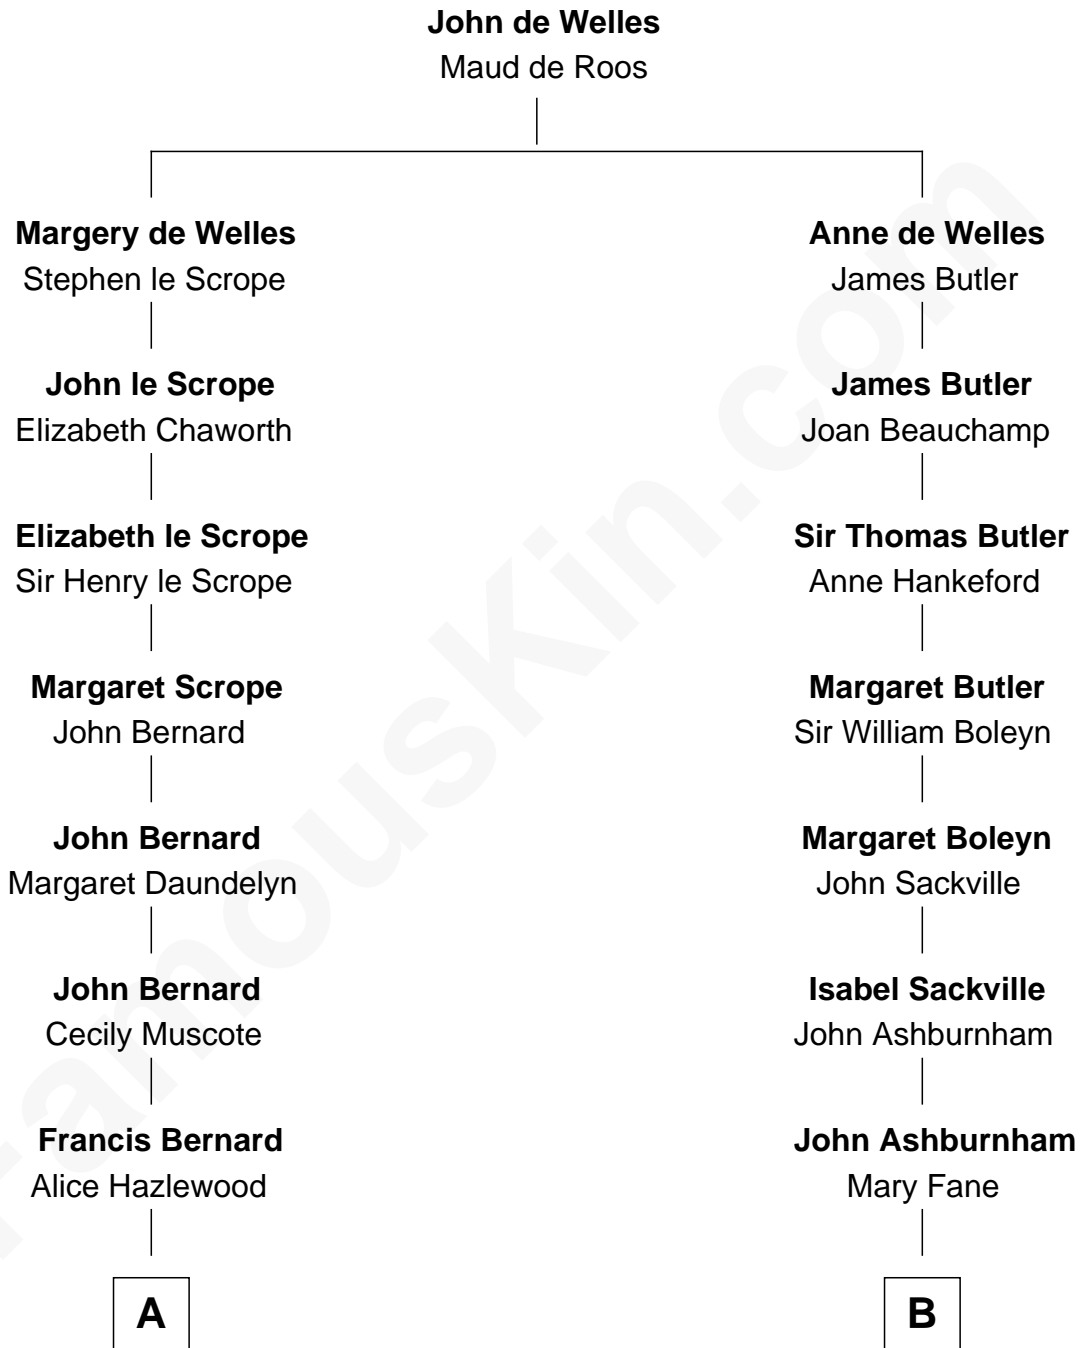 John de Welles
Maud de Roos
Margery de Welles
Stephen le Scrope
Anne de Welles
James Butler
John le Scrope
Elizabeth Chaworth
James Butler
Joan Beauchamp
Elizabeth le Scrope
Sir Henry le Scrope
Sir Thomas Butler
Anne Hankeford
Margaret Scrope
John Bernard
Margaret Butler
Sir William Boleyn
John Bernard
Margaret Daundelyn
Margaret Boleyn
John Sackville
John Bernard
Cecily Muscote
Isabel Sackville
John Ashburnham
Francis Bernard
Alice Hazlewood
John Ashburnham
Mary Fane
A
B
FamousKin.com